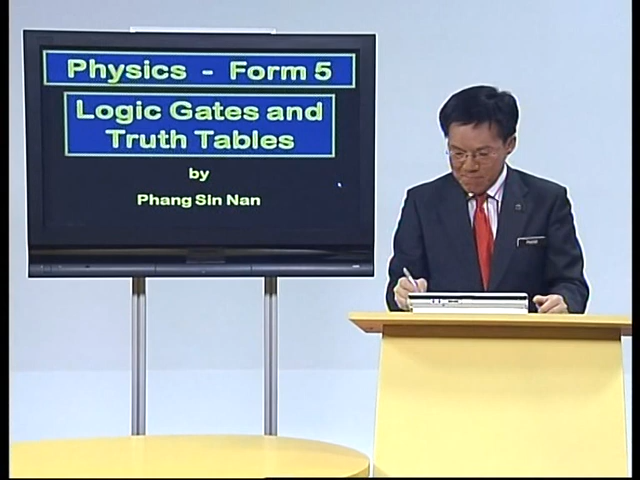 Physics - Form 5
Logic Gates and
Truth Tables
by
Phang Sin Nan